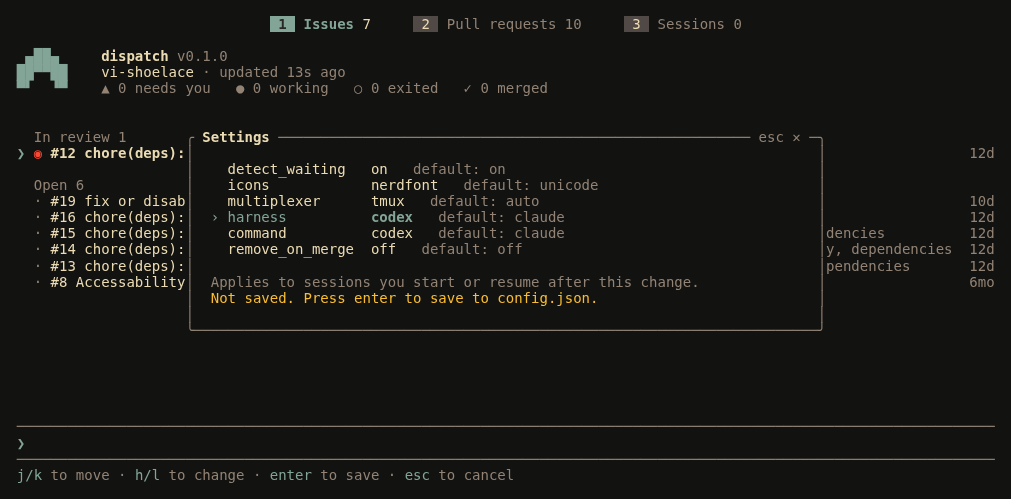 1 Issues 7 2 Pull requests 10 3 Sessions 0
dispatch v0.1.0
vi-shoelace · updated 13s ago
▲ 0 needs you ● 0 working ○ 0 exited ✓ 0 merged
In review 1
Settings esc ×
❯ ◉ #12 chore(deps): 12d
detect_waiting on default: on
Open 6
icons nerdfont default: unicode
· #19 fix or disab multiplexer tmux default: auto 10d
· #16 chore(deps): › harness codex default: claude 12d
· #15 chore(deps): command codex default: claude dencies 12d
· #14 chore(deps): remove_on_merge off default: off y, dependencies 12d
· #13 chore(deps): pendencies 12d
· #8 Accessability Applies to sessions you start or resume after this change. 6mo
Not saved. Press enter to save to config.json.
❯
j/k to move · h/l to change · enter to save · esc to cancel